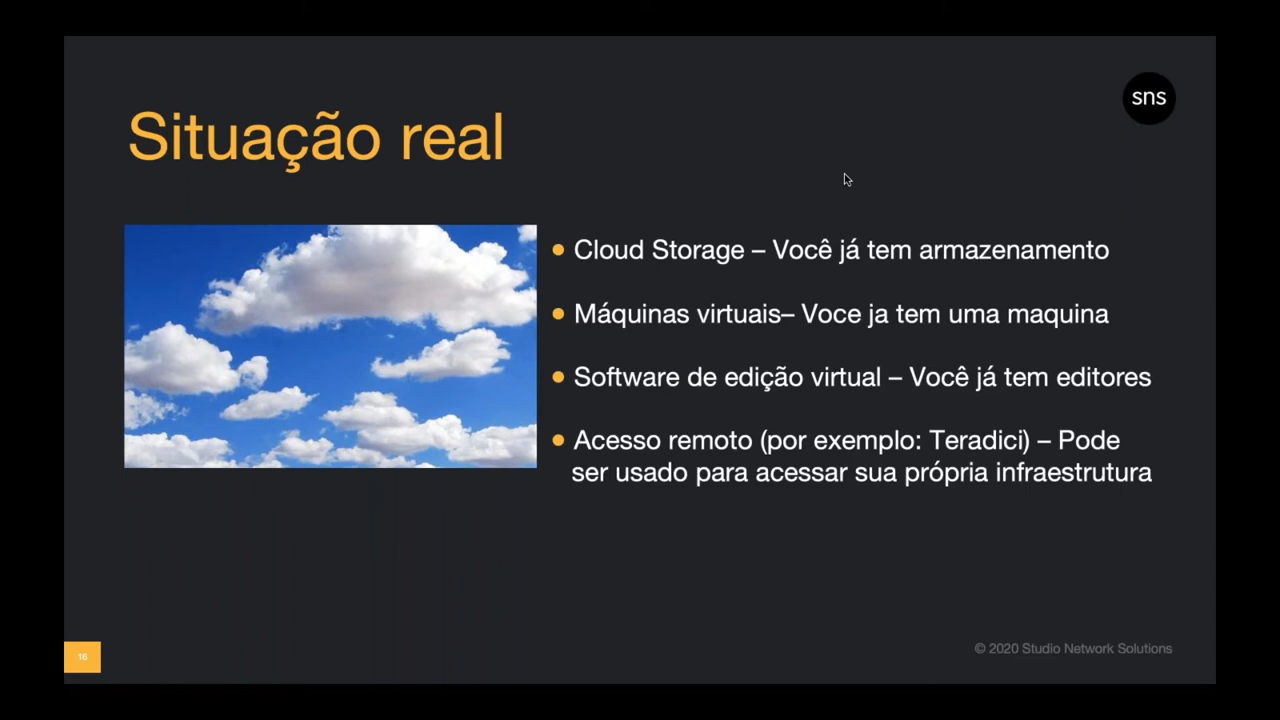 sns
Situação real
Cloud Storage – Você já tem armazenamento
Máquinas virtuais– Voce ja tem uma maquina
Software de edição virtual – Você já tem editores
Acesso remoto (por exemplo: Teradici) – Pode
ser usado para acessar sua própria infraestrutura
16
© 2020 Studio Network Solutions